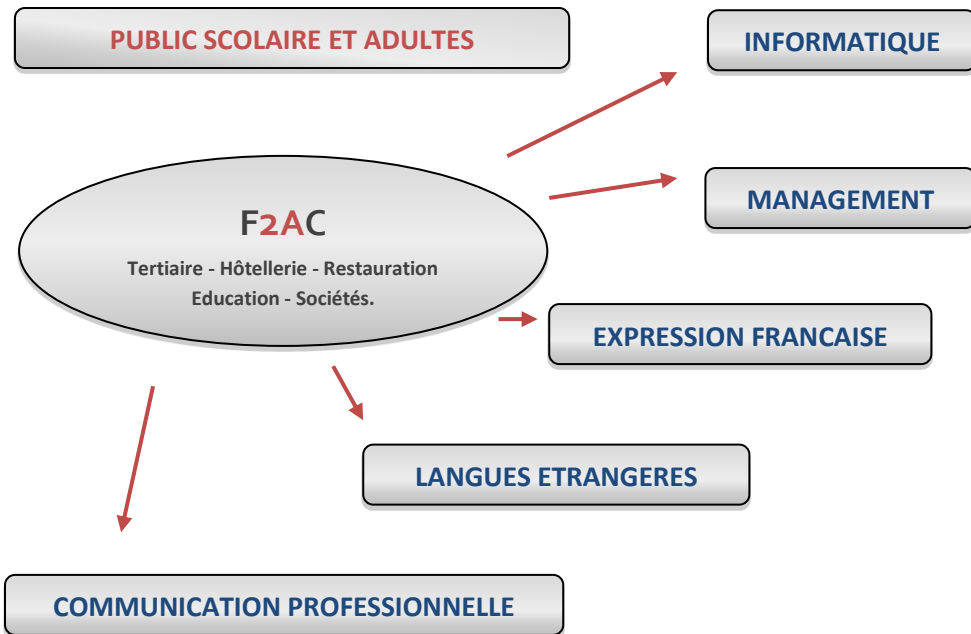 PUBLIC SCOLAIRE ET ADULTES
INFORMATIQUE
MANAGEMENT
F2AC
Tertiaire - Hôtellerie - Restauration
Education - Sociétés.
EXPRESSION FRANCAISE
LANGUES ETRANGERES
COMMUNICATION PROFESSIONNELLE